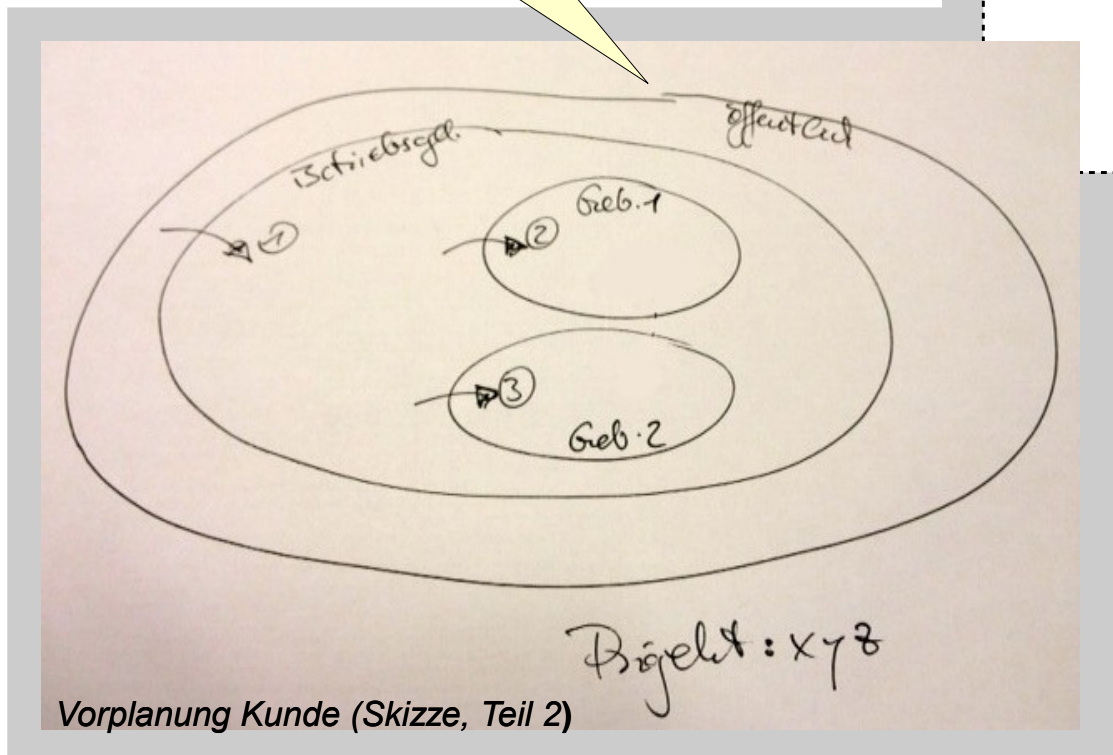 öffentlich
Betriebsgel.
Geb. 1
1
2
3
Geb. 2
Projekt: xyz
Vorplanung Kunde (Skizze, Teil 2)